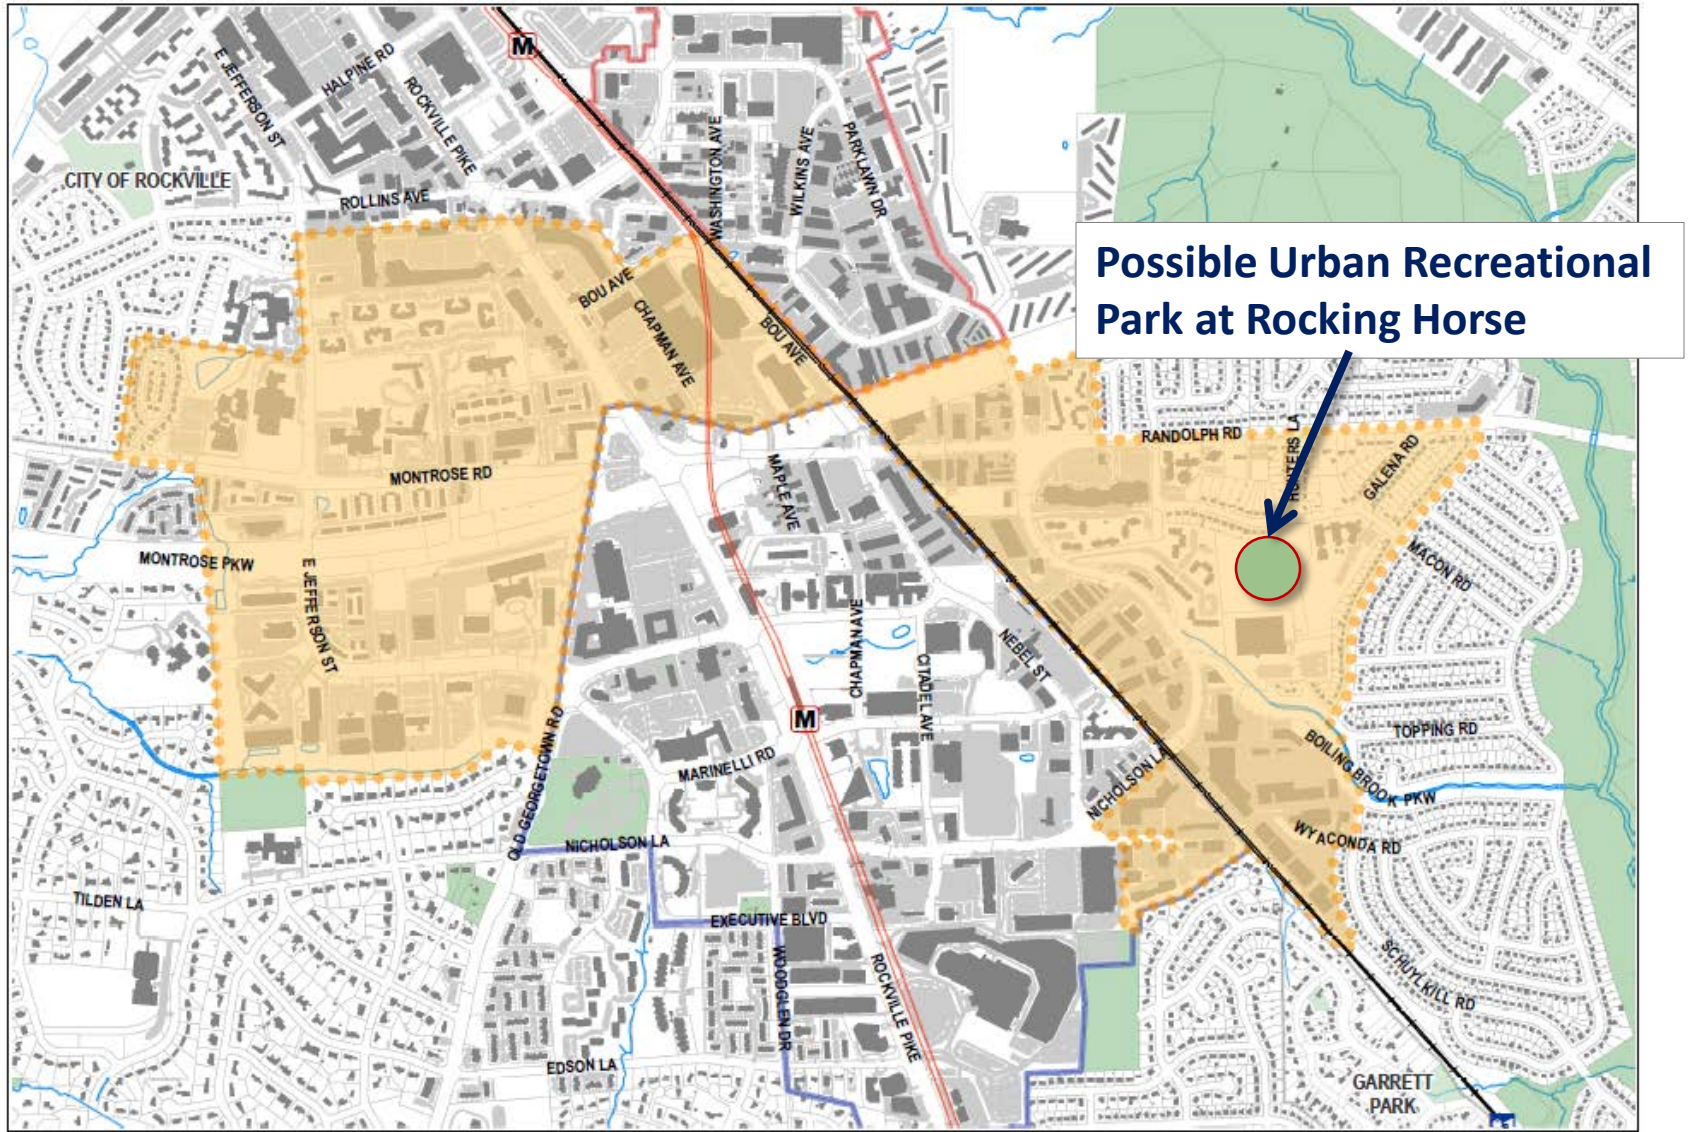 M
E JEFFERSON ST
HALPINE RD
ROCKVILLE PIKE
WASHINGTON AVE
WILKINS AVE
PARKLAWN DR
CITY OF ROCKVILLE
ROLLINS AVE
Possible Urban Recreational
Park at Rocking Horse
BOU AVE
CHAPMAN AVE
BOU AVE
RANDOLPH RD
HUNTERS LA
GALENA RD
MONTROSE RD
MAPLE AVE
MONTROSE PKW
E JEFFERSON ST
MACON RD
CHAPMAN AVE
NEBEL ST
CITADEL AVE
M
OLD GEORGETOWN RD
MARINELLI RD
TOPPING RD
BOILING BROOK PKW
NICHOLSON LA
NICHOLSON LA
WYACONDA RD
TILDEN LA
EXECUTIVE BLVD
WOODGLEN DR
ROCKVILLE PIKE
SCHUYLKILL RD
EDSON LA
GARRETT
PARK